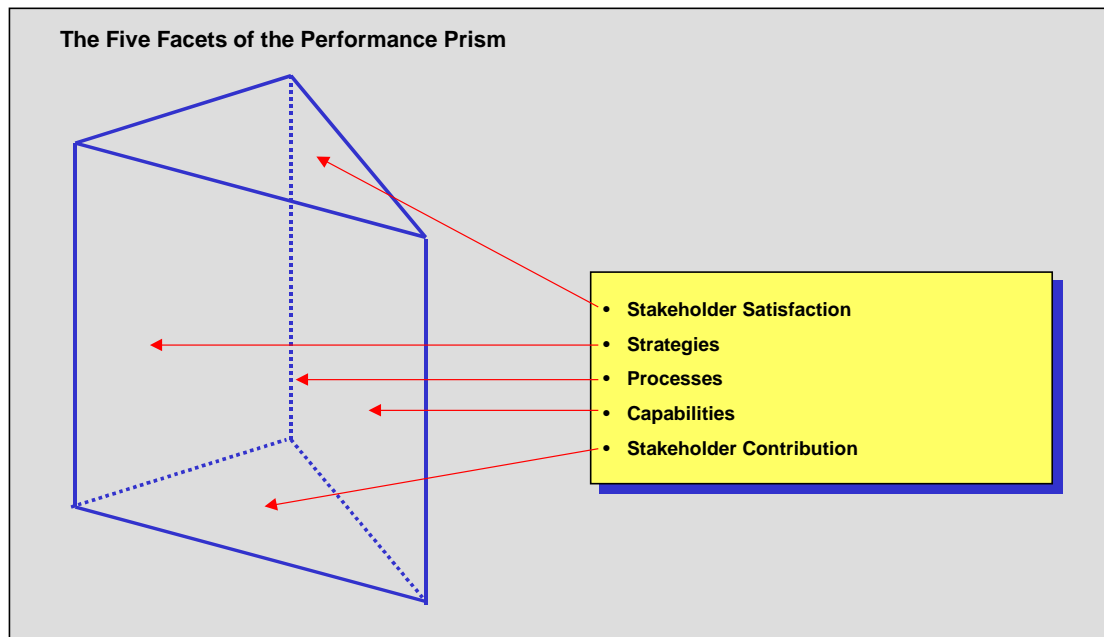 The Five Facets of the Performance Prism
• Stakeholder Satisfaction
• Strategies
• Processes
• Capabilities
• Stakeholder Contribution